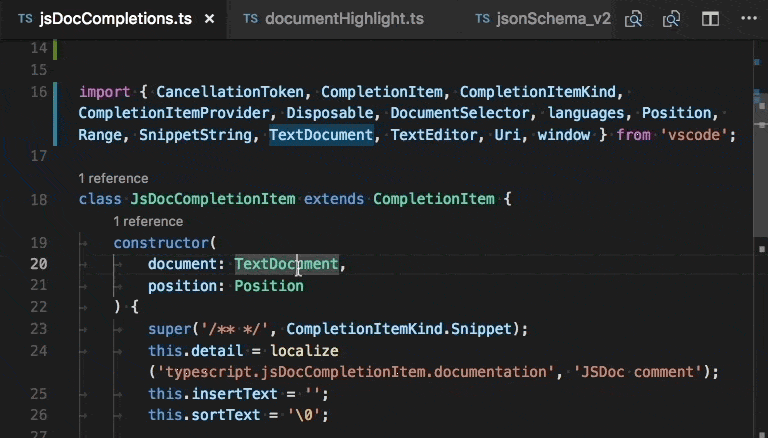 TS jsDocCompletions.ts × TS documentHighlight.ts TS jsonSchema_v2
14
15
16 import { CancellationToken, CompletionItem, CompletionItemKind,
CompletionItemProvider, Disposable, DocumentSelector, languages, Position,
Range, SnippetString, TextDocument, TextEditor, Uri, window } from 'vscode';
17
1 reference
18 class JsDocCompletionItem extends CompletionItem {
1 reference
19 constructor(
20 document: TextDocument,
21 position: Position
22 ) {
23 super('/** */', CompletionItemKind.Snippet);
24 this.detail = localize
('typescript.jsDocCompletionItem.documentation', 'JSDoc comment');
25 this.insertText = '';
26 this.sortText = '\0';
27